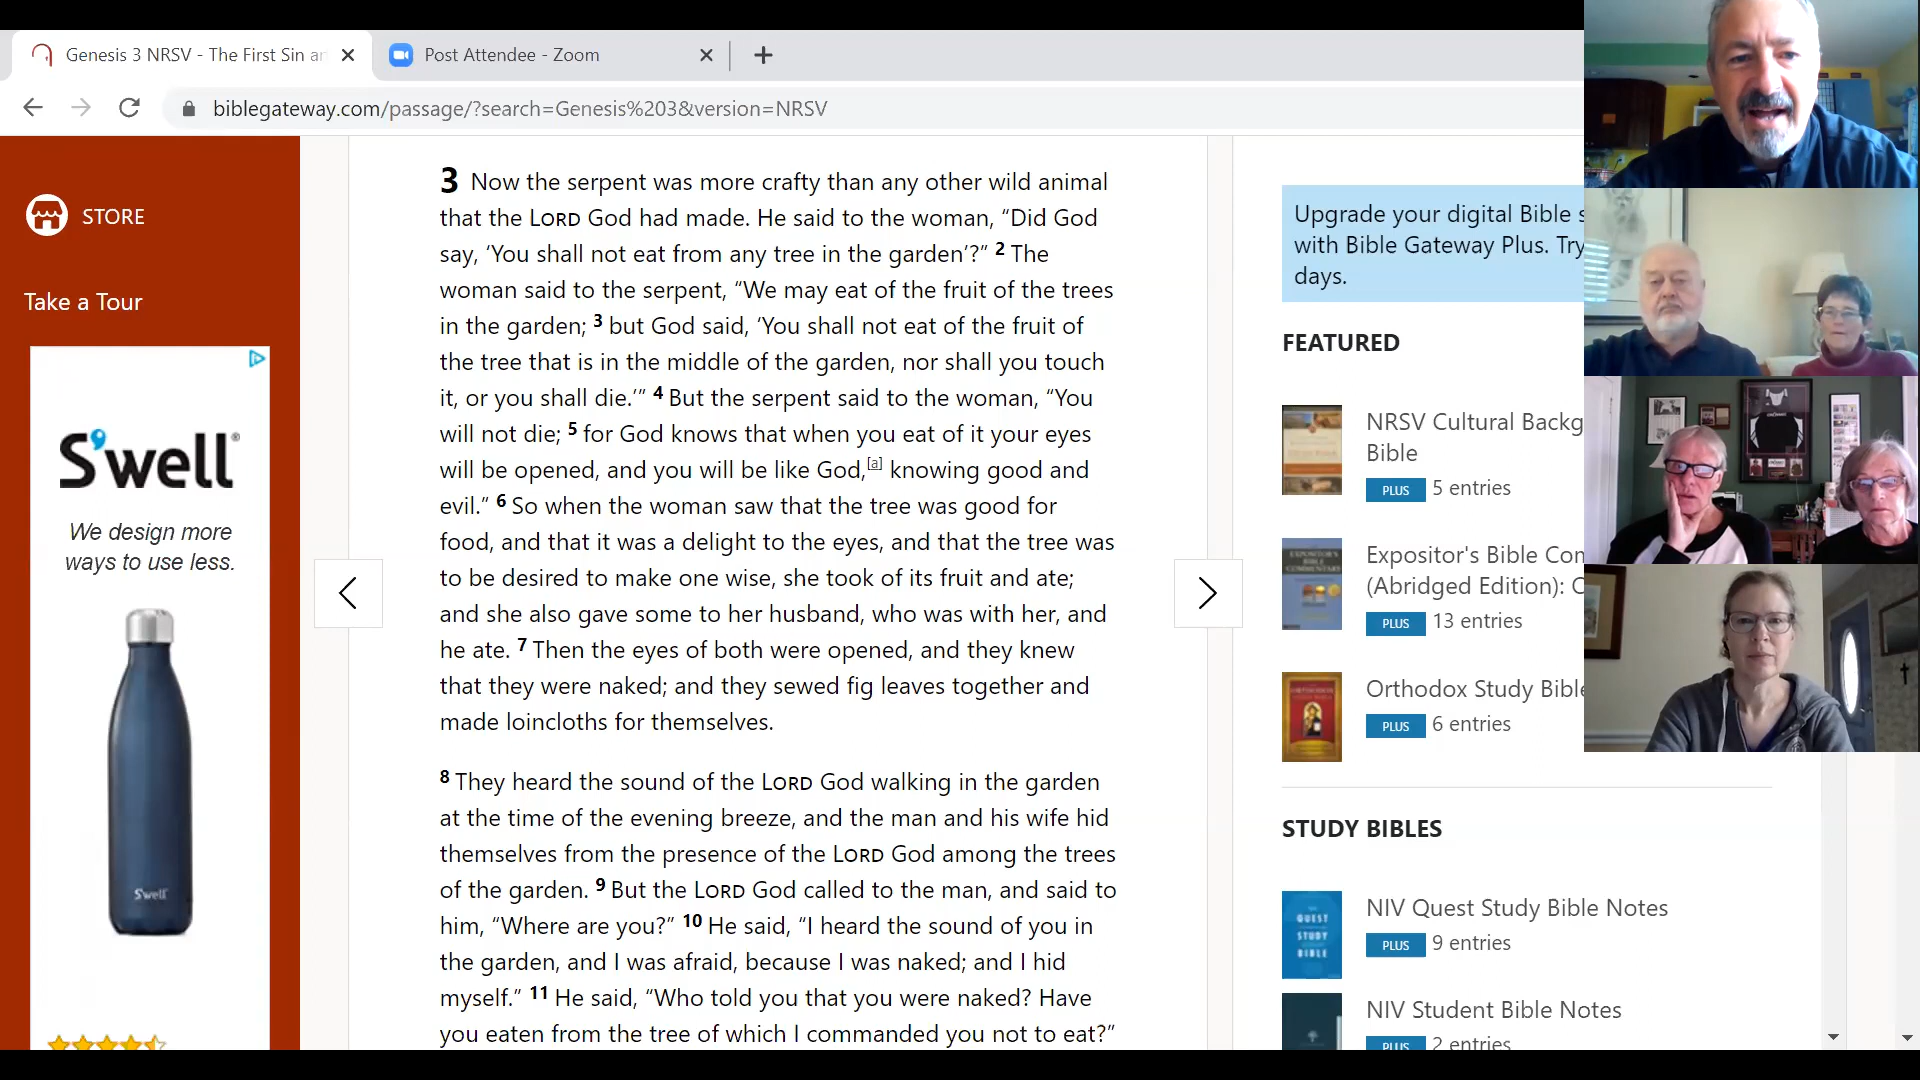 Genesis 3 NRSV - The First Sin an
Post Attendee - Zoom
biblegateway.com/passage/?search=Genesis%203&version=NRSV
STORE
Take a Tour
S'well®
We design more
ways to use less.
S'well
3 Now the serpent was more crafty than any other wild animal
that the LORD God had made. He said to the woman, “Did God
say, ‘You shall not eat from any tree in the garden’?” 2 The
woman said to the serpent, “We may eat of the fruit of the trees
in the garden; 3 but God said, ‘You shall not eat of the fruit of
the tree that is in the middle of the garden, nor shall you touch
it, or you shall die.’” 4 But the serpent said to the woman, “You
will not die; 5 for God knows that when you eat of it your eyes
will be opened, and you will be like God,[a] knowing good and
evil.” 6 So when the woman saw that the tree was good for
food, and that it was a delight to the eyes, and that the tree was
to be desired to make one wise, she took of its fruit and ate;
and she also gave some to her husband, who was with her, and
he ate. 7 Then the eyes of both were opened, and they knew
that they were naked; and they sewed fig leaves together and
made loincloths for themselves.
8 They heard the sound of the LORD God walking in the garden
at the time of the evening breeze, and the man and his wife hid
themselves from the presence of the LORD God among the trees
of the garden. 9 But the LORD God called to the man, and said to
him, “Where are you?” 10 He said, “I heard the sound of you in
the garden, and I was afraid, because I was naked; and I hid
myself.” 11 He said, “Who told you that you were naked? Have
you eaten from the tree of which I commanded you not to eat?”
Upgrade your digital Bible s
with Bible Gateway Plus. Try
days.
FEATURED
NRSV Cultural Backg
Bible
PLUS 5 entries
EXPOSITOR'S
BIBLE
COMMENTARY
Expositor's Bible Con
(Abridged Edition): O
PLUS 13 entries
Orthodox Study Bible
PLUS 6 entries
STUDY BIBLES
QUEST
STUDY
BIBLE
NIV Quest Study Bible Notes
PLUS 9 entries
NIV Student Bible Notes
PLUS 2 entries